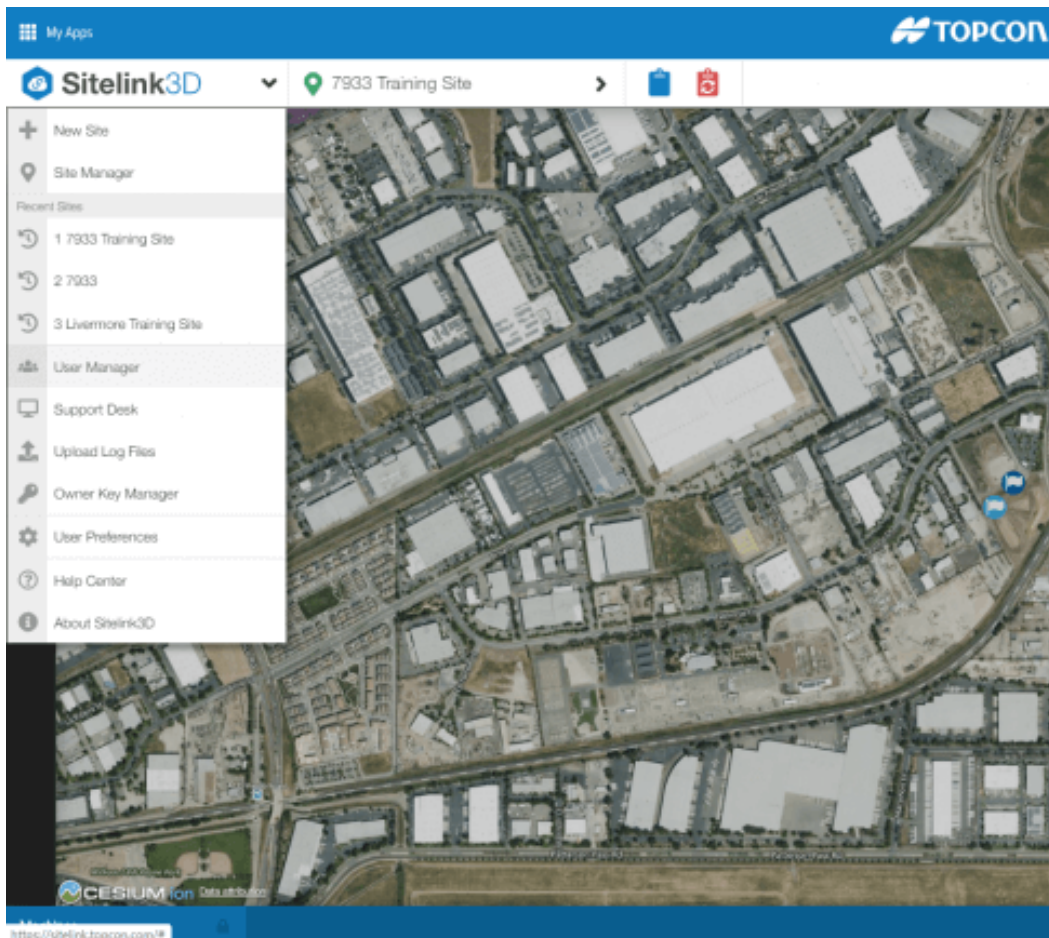 My Apps
TOPCON
Sitelink3D
7933 Training Site
New Site
Site Manager
Recent Sites
1 7933 Training Site
2 7933
3 Livermore Training Site
User Manager
Support Desk
Upload Log Files
Owner Key Manager
User Preferences
Help Center
About Sitelink3D
CESIUM ion Data attribution
https://sitelink.topcon.com/#